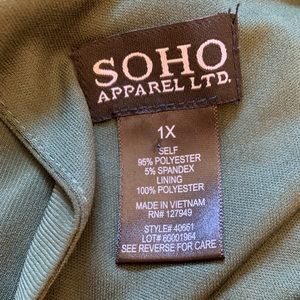 SOHO
APPAREL LTD.
1X
SELF
95% POLYESTER
5% SPANDEX
LINING
100% POLYESTER
MADE IN VIETNAM
RN# 127949
STYLE# 40661
LOT# 60001964
SEE REVERSE FOR CARE